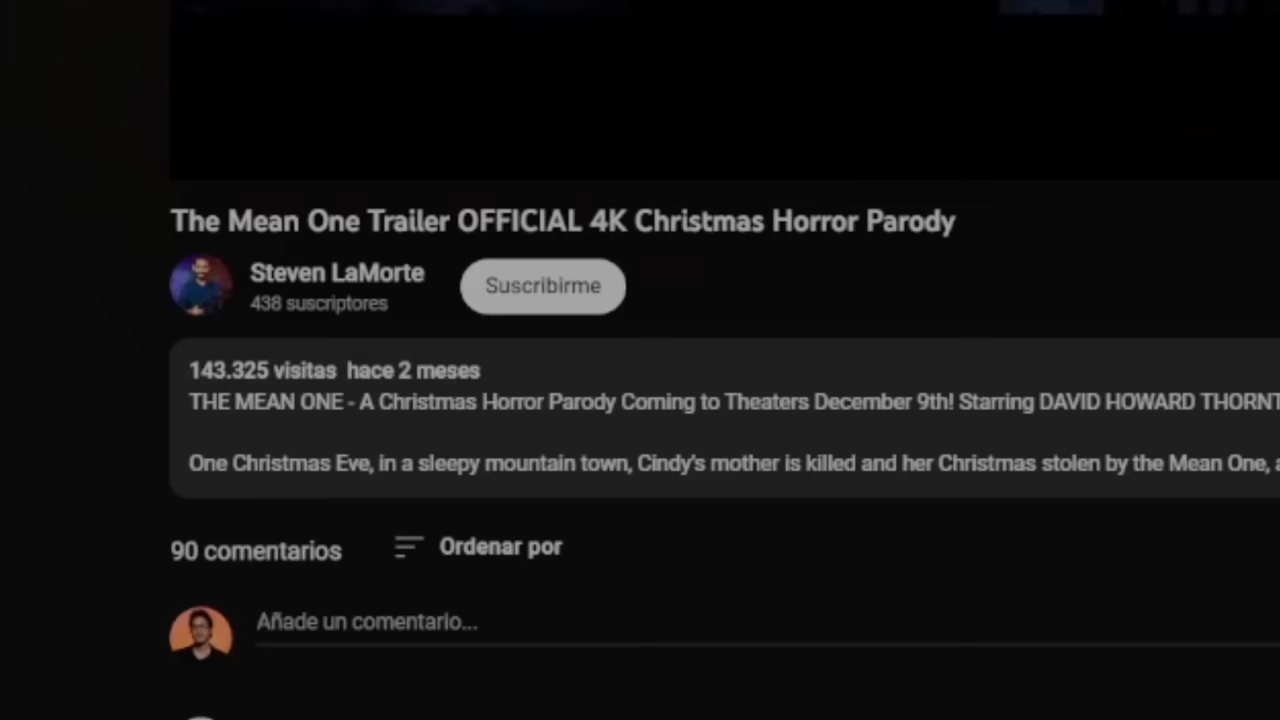 The Mean One Trailer OFFICIAL 4K Christmas Horror Parody
Steven LaMorte
438 suscriptores
Suscribirme
143.325 visitas hace 2 meses
THE MEAN ONE - A Christmas Horror Parody Coming to Theaters December 9th! Starring DAVID HOWARD THORNT
One Christmas Eve, in a sleepy mountain town, Cindy's mother is killed and her Christmas stolen by the Mean One, a
90 comentarios
Ordenar por
Añade un comentario...